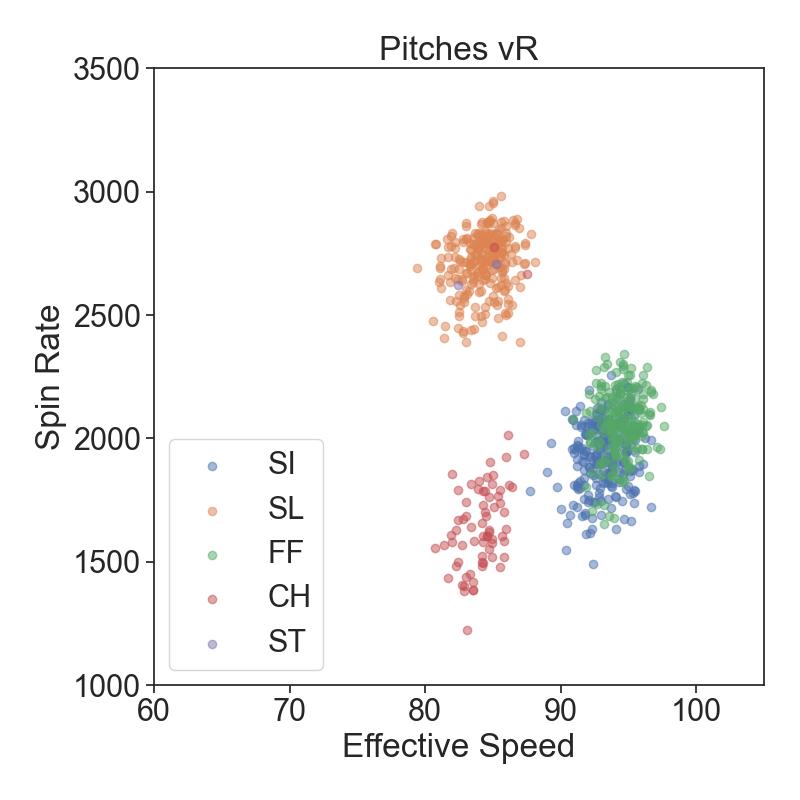 Pitches vR
3500
3000
2500
2000
1500
1000
Spin Rate
SI
SL
FF
CH
ST
60 70 80 90 100
Effective Speed